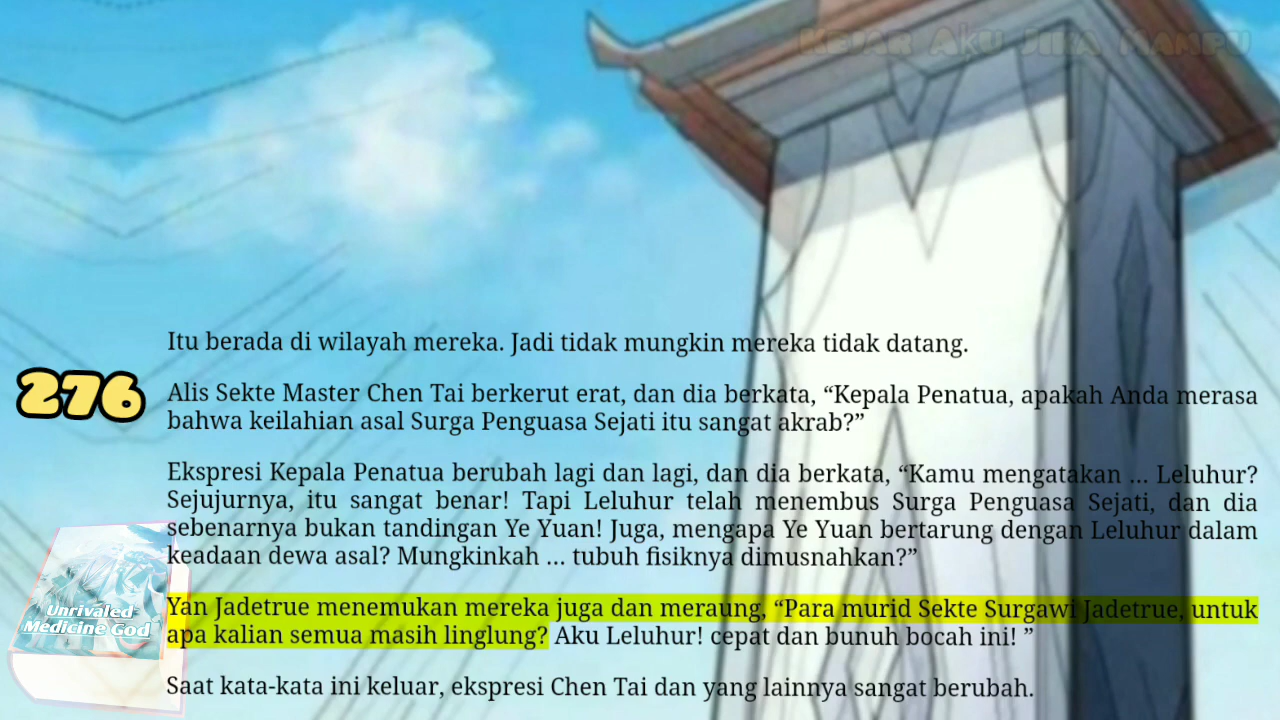 KEJAR AKU JIKA MAMPU
Itu berada di wilayah mereka. Jadi tidak mungkin mereka tidak datang.
276
Alis Sekte Master Chen Tai berkerut erat, dan dia berkata, “Kepala Penatua, apakah Anda merasa
bahwa keilahian asal Surga Penguasa Sejati itu sangat akrab?”
Ekspresi Kepala Penatua berubah lagi dan lagi, dan dia berkata, “Kamu mengatakan ... Leluhur?
Sejujurnya, itu sangat benar! Tapi Leluhur telah menembus Surga Penguasa Sejati, dan dia
sebenarnya bukan tandingan Ye Yuan! Juga, mengapa Ye Yuan bertarung dengan Leluhur dalam
keadaan dewa asal? Mungkinkah ... tubuh fisiknya dimusnahkan?”
Yan Jadetrue menemukan mereka juga dan meraung, “Para murid Sekte Surgawi Jadetrue, untuk
apa kalian semua masih linglung? Aku Leluhur! cepat dan bunuh bocah ini! ”
Unrivaled
Medicine God
Saat kata-kata ini keluar, ekspresi Chen Tai dan yang lainnya sangat berubah.